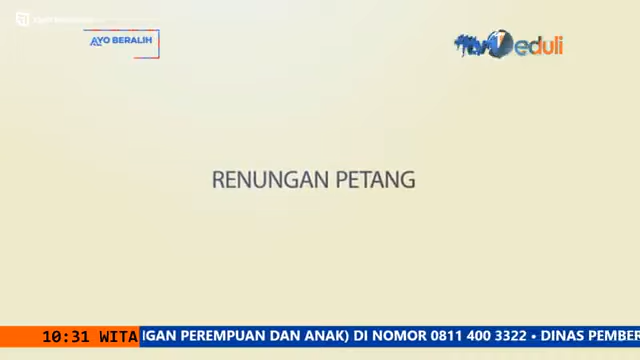 AYO BERALIH
eduli
RENUNGAN PETANG
10:31 WITA
IGAN PEREMPUAN DAN ANAK) DI NOMOR 0811 400 3322 • DINAS PEMBER